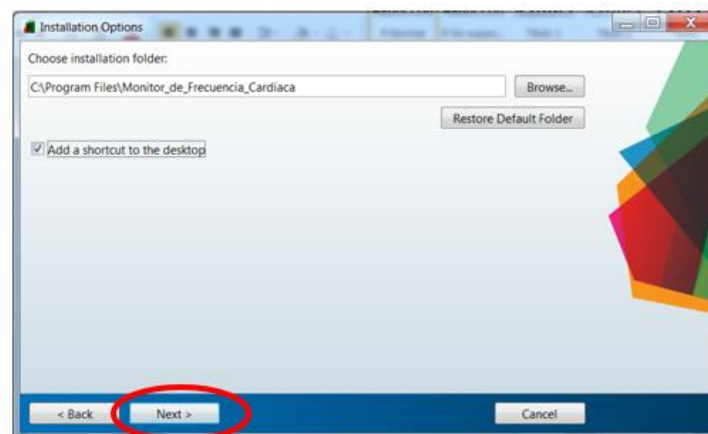 Installation Options
Choose installation folder:
C:\Program Files\Monitor_de_Frecuencia_Cardiaca
Browse...
Restore Default Folder
Add a shortcut to the desktop
< Back
Next >
Cancel